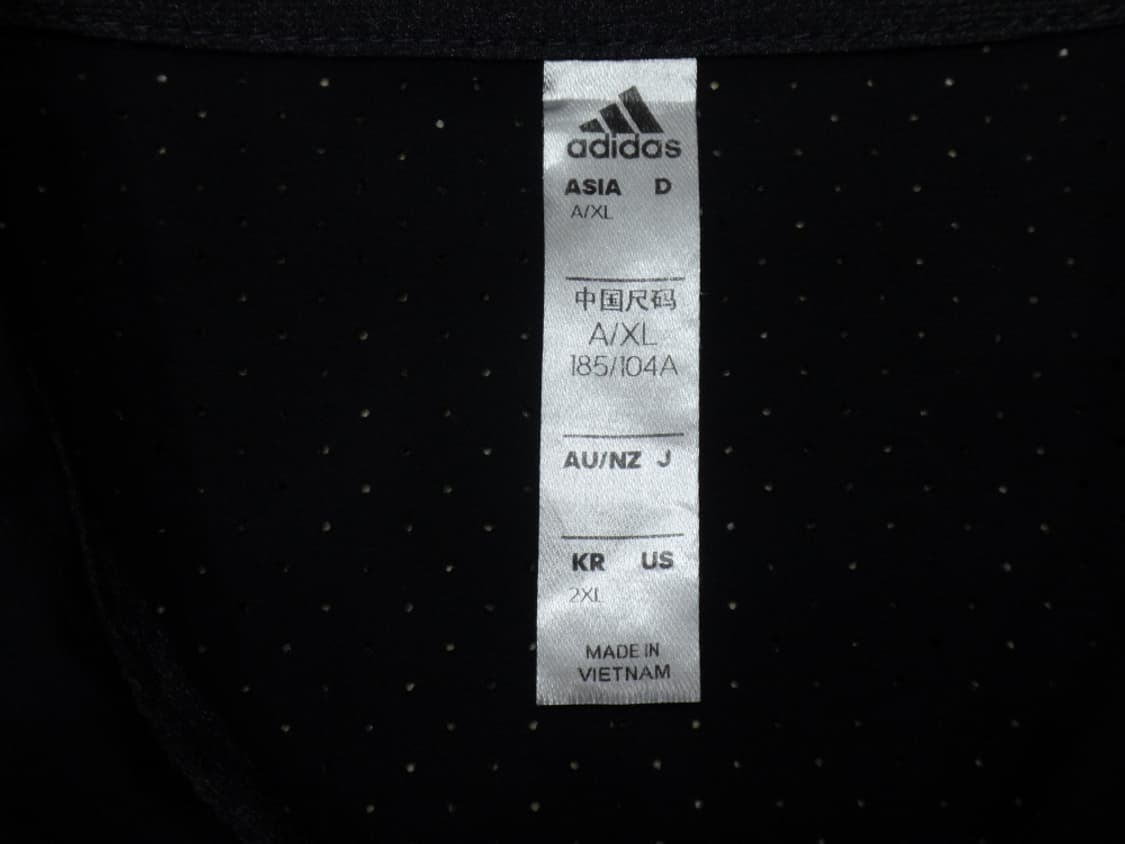 adidas
ASIA D
A/XL
中国尺码
A/XL
185/104A
AU/NZ J
KR US
2XL
MADE IN
VIETNAM